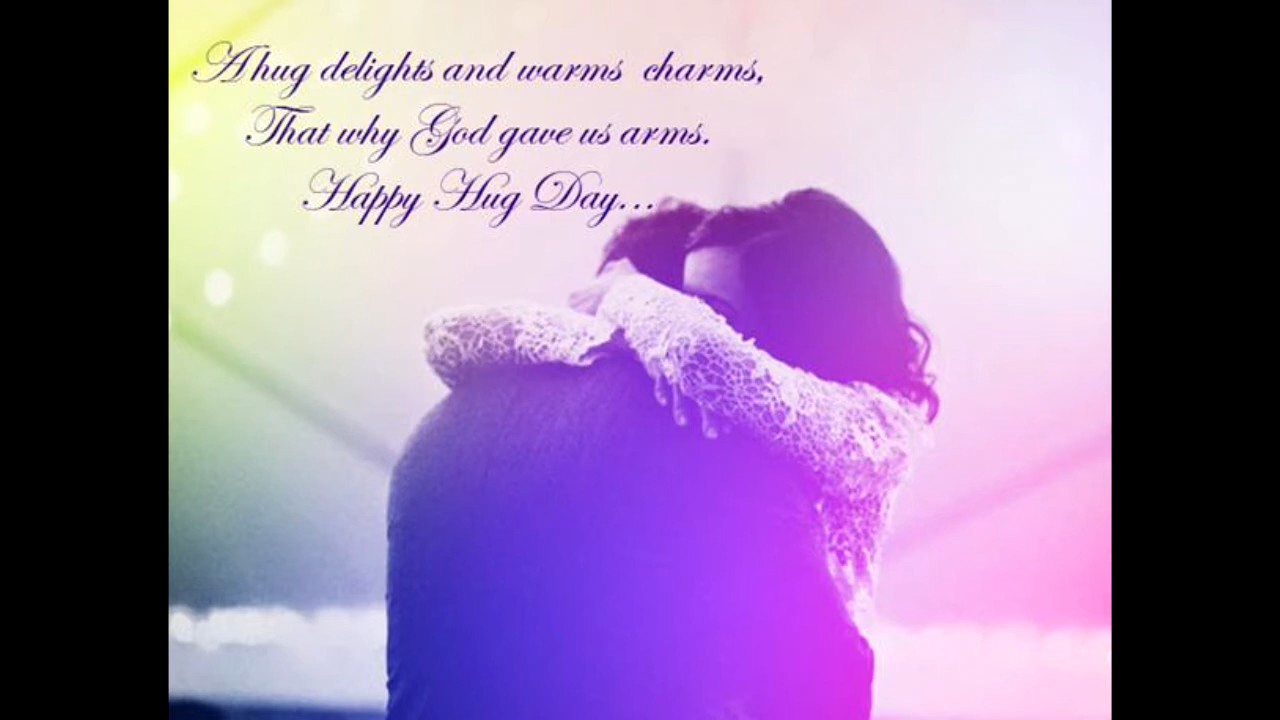 A hug delights and warms charms,
That why God gave us arms.
Happy Hug Day...